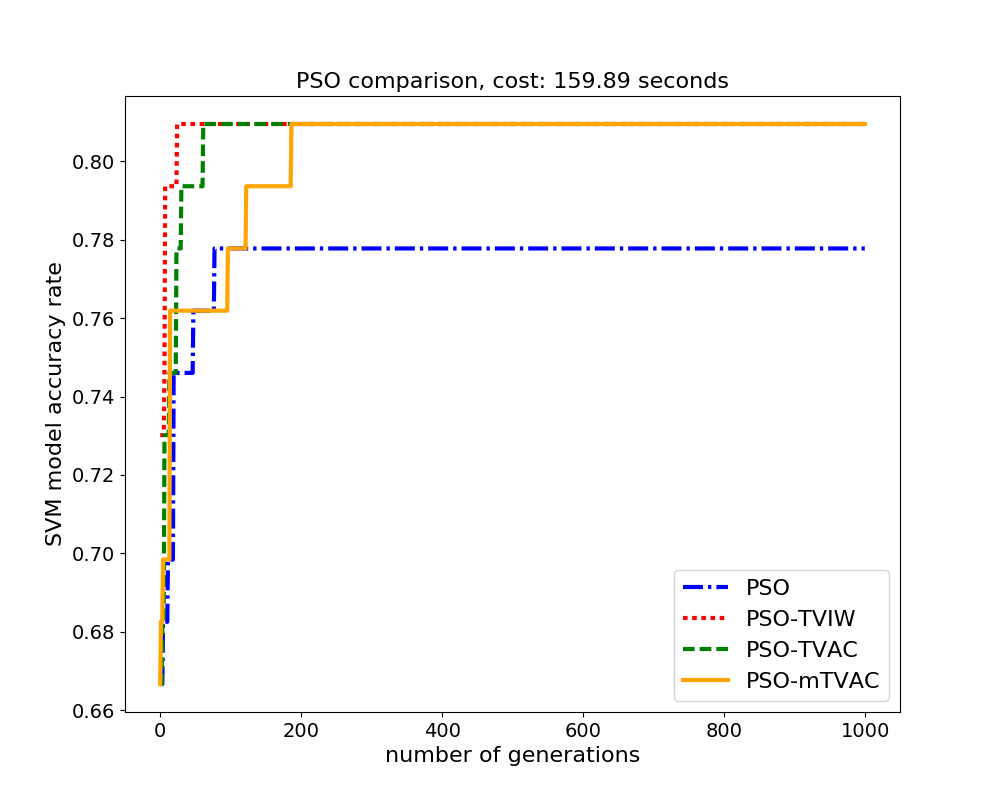 PSO comparison, cost: 159.89 seconds
SVM model accuracy rate
0.80
0.78
0.76
0.74
0.72
0.70
0.68
0.66
0 200 400 600 800 1000
number of generations
PSO
PSO-TVIW
PSO-TVAC
PSO-mTVAC